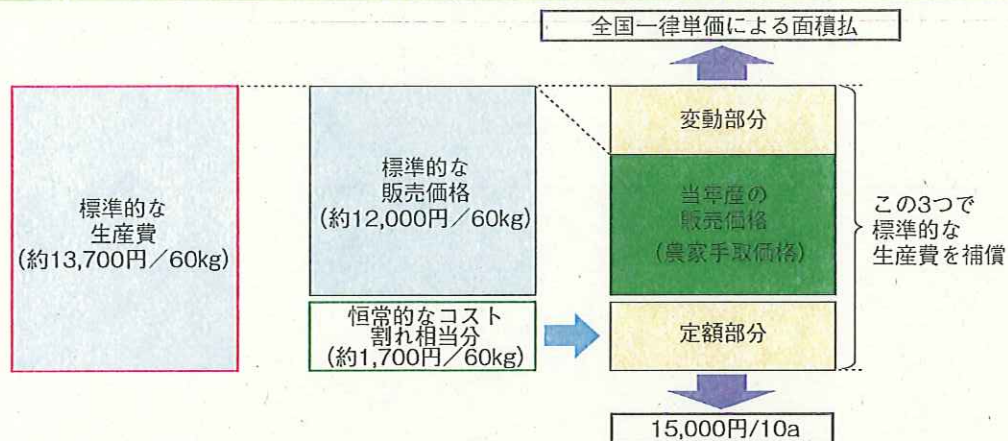 全国一律単価による面積払
標準的な
生産費
(約13,700円／60kg)
標準的な
販売価格
(約12,000円／60kg)
恒常的なコスト
割れ相当分
(約1,700円／60kg)
変動部分
当年産の
販売価格
(農家手取価格)
定額部分
この3つで
標準的な
生産費を補償
15,000円/10a